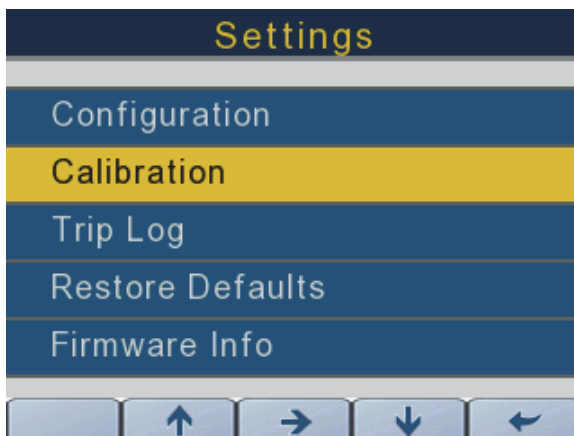 Settings
Configuration
Calibration
Trip Log
Restore Defaults
Firmware Info